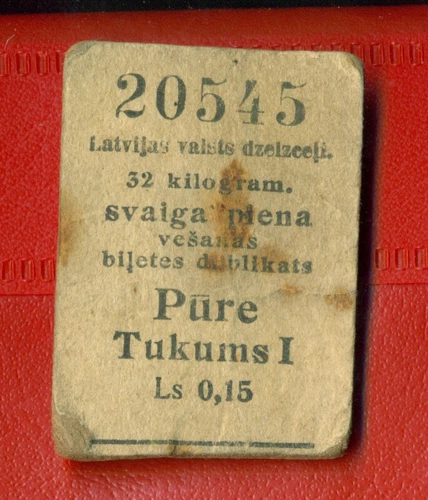 20545
Latvijas valsts dzelzceļi.
32 kilogram.
svaiga piena
vešanas
biļetes dublikats
Pūre
Tukums I
Ls 0,15